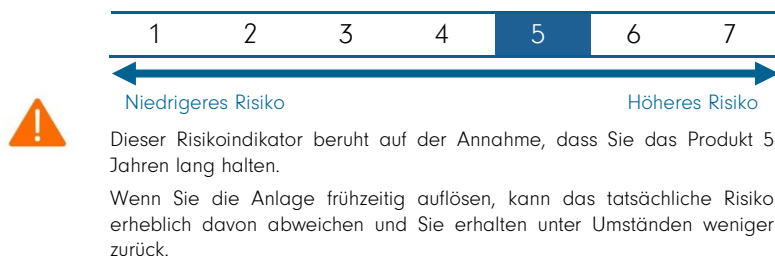 1 2 3 4 5 6 7
Niedrigeres Risiko Höheres Risiko
Dieser Risikoindikator beruht auf der Annahme, dass Sie das Produkt 5
Jahren lang halten.
Wenn Sie die Anlage frühzeitig auflösen, kann das tatsächliche Risiko
erheblich davon abweichen und Sie erhalten unter Umständen weniger
zurück.